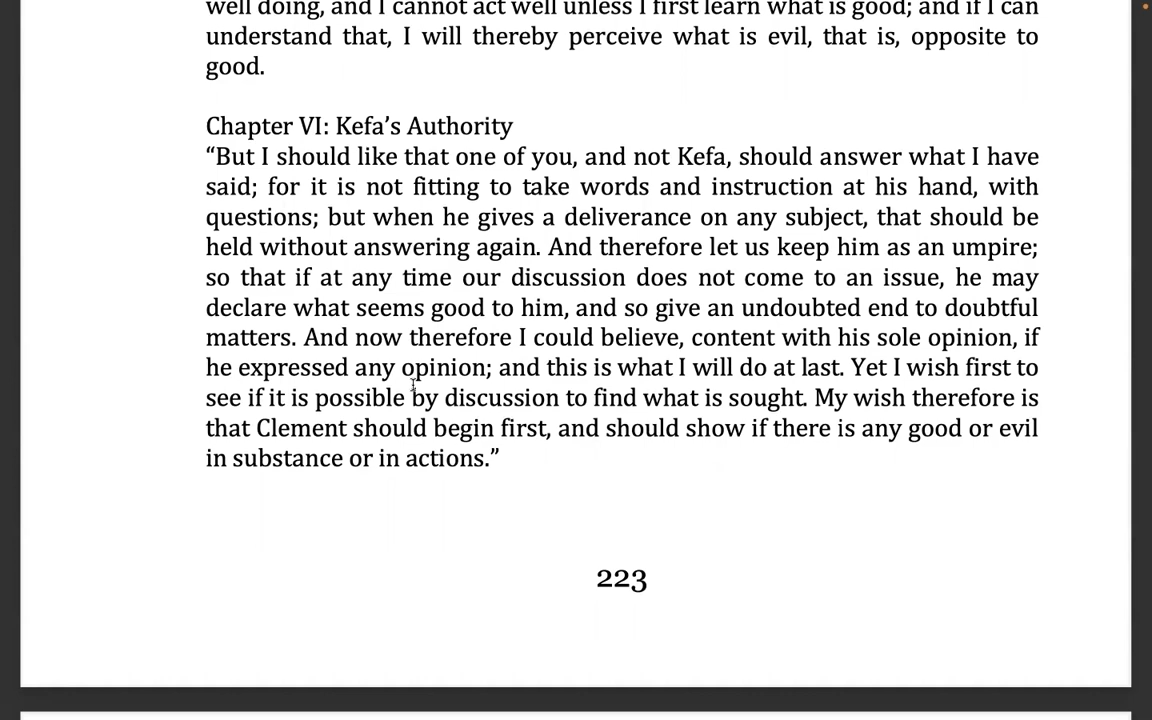 well doing, and I cannot act well unless I first learn what is good; and if I can
understand that, I will thereby perceive what is evil, that is, opposite to
good.
Chapter VI: Kefa’s Authority
“But I should like that one of you, and not Kefa, should answer what I have
said; for it is not fitting to take words and instruction at his hand, with
questions; but when he gives a deliverance on any subject, that should be
held without answering again. And therefore let us keep him as an umpire;
so that if at any time our discussion does not come to an issue, he may
declare what seems good to him, and so give an undoubted end to doubtful
matters. And now therefore I could believe, content with his sole opinion, if
he expressed any opinion; and this is what I will do at last. Yet I wish first to
see if it is possible by discussion to find what is sought. My wish therefore is
that Clement should begin first, and should show if there is any good or evil
in substance or in actions.”
223